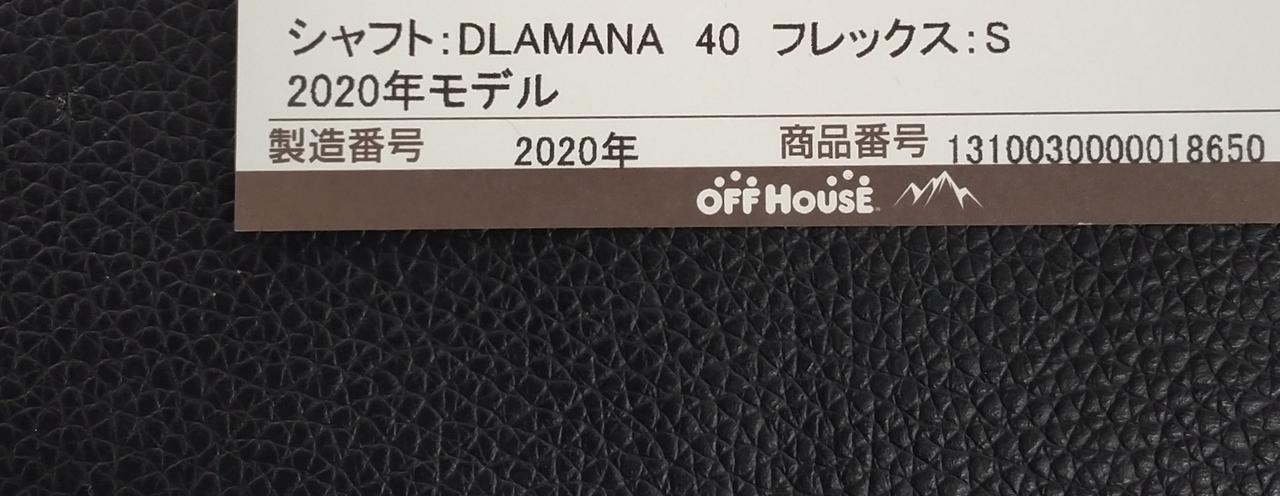 シャフト:DLAMANA 40 フレックス:S
2020年モデル
製造番号 2020年 商品番号 1310030000018650
OFF HOUSE